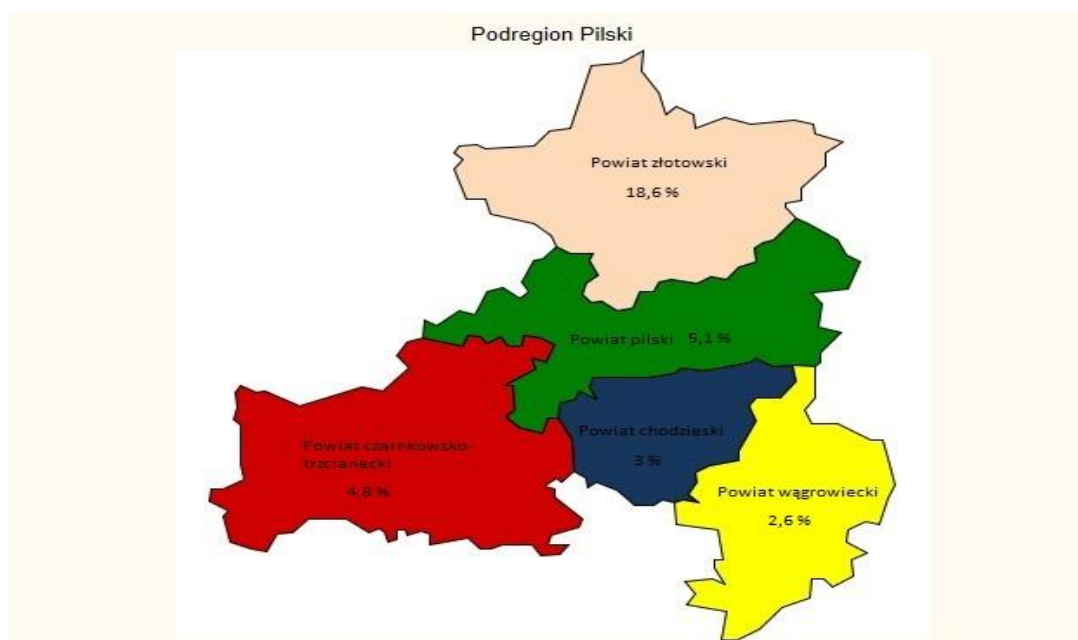 Podregion Pilski
Powiat złotowski
18,6 %
Powiat pilski 5,1 %
Powiat chodzieski
3 %
Powiat czarnkowsko-
trzcianecki
4,8 %
Powiat wągrowiecki
2,6 %